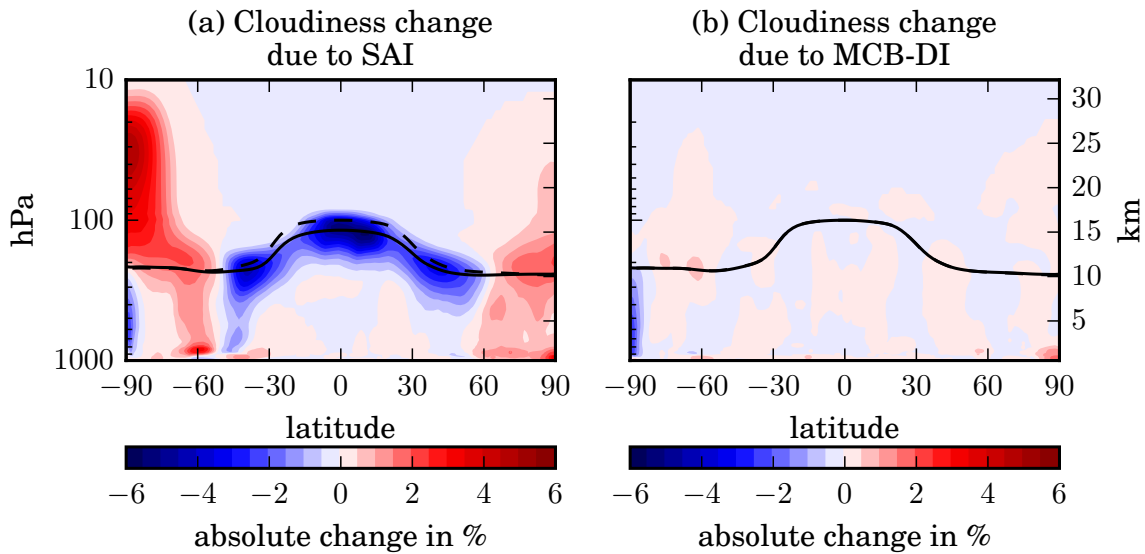 (a) Cloudiness change
due to SAI
(b) Cloudiness change
due to MCB-DI
10
100
1000
hPa
−90 −60 −30 0 30 60 90
latitude
−6 −4 −2 0 2 4 6
absolute change in %
30
25
20
15
10
5
km
−90 −60 −30 0 30 60 90
latitude
−6 −4 −2 0 2 4 6
absolute change in %